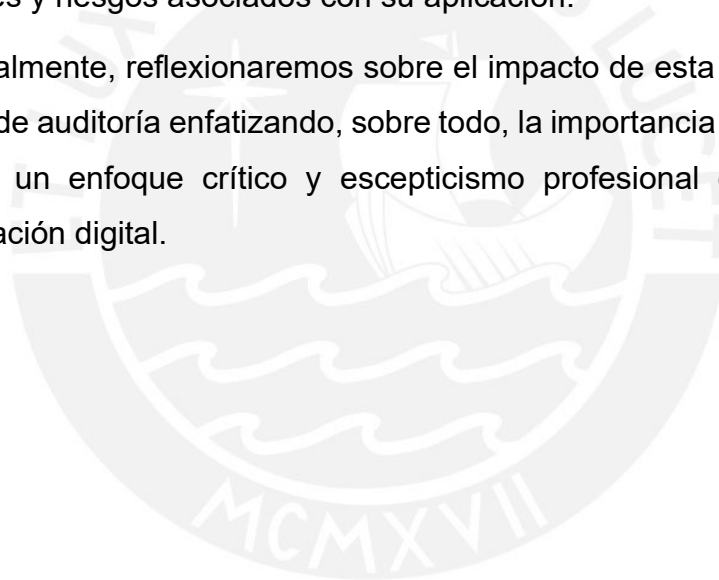 es y riesgos asociados con su aplicación.
almente, reflexionaremos sobre el impacto de esta
de auditoría enfatizando, sobre todo, la importancia
un enfoque crítico y escepticismo profesional
ación digital.
MCMXVII